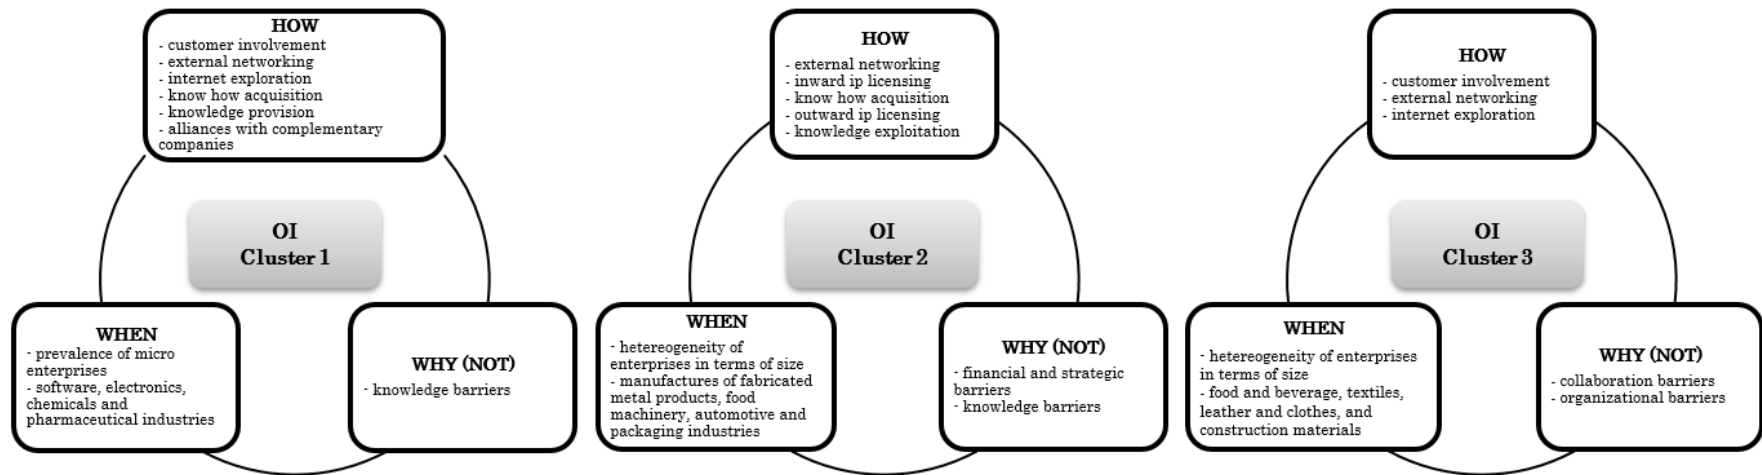 HOW
- customer involvement
- external networking
- internet exploration
- know how acquisition
- knowledge provision
- alliances with complementary
companies
OI
Cluster 1
WHEN
- prevalence of micro
enterprises
- software, electronics,
chemicals and
pharmaceutical industries
WHY (NOT)
- knowledge barriers
HOW
- external networking
- inward ip licensing
- know how acquisition
- outward ip licensing
- knowledge exploitation
OI
Cluster 2
WHEN
- hetereogeneity of
enterprises in terms of size
- manufactures of fabricated
metal products, food
machinery, automotive and
packaging industries
WHY (NOT)
- financial and strategic
barriers
- knowledge barriers
HOW
- customer involvement
- external networking
- internet exploration
OI
Cluster 3
WHEN
- hetereogeneity of enterprises
in terms of size
- food and beverage, textiles,
leather and clothes, and
construction materials
WHY (NOT)
- collaboration barriers
- organizational barriers